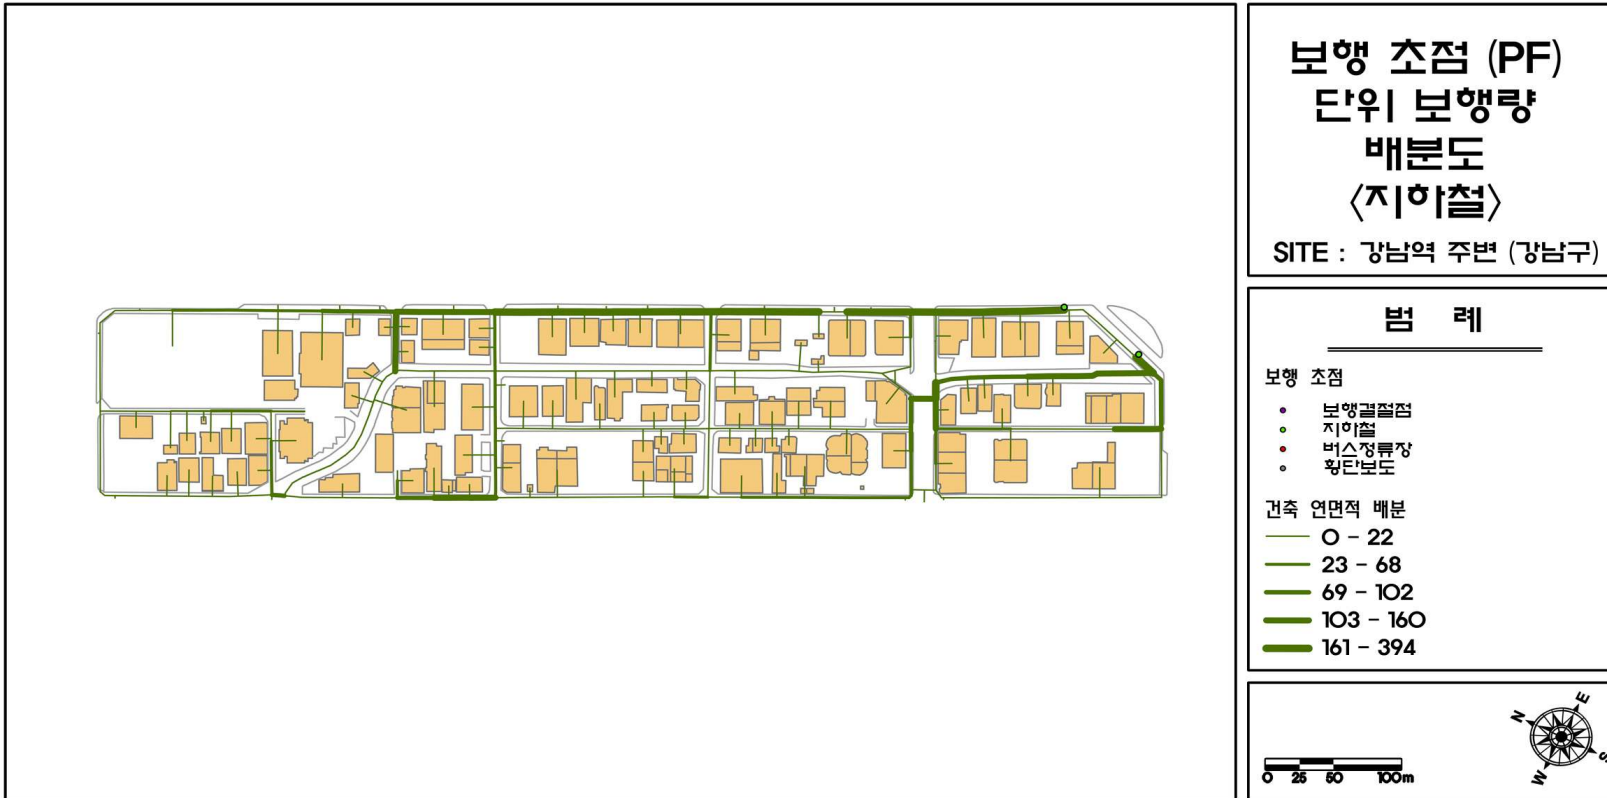 보행 초점 (PF)
단위 보행량
배분도
<지하철>
SITE : 강남역 주변 (강남구)
범 례
보행 초점
보행결절점
지하철
버스정류장
횡단보도
건축 연면적 배분
0 - 22
23 - 68
69 - 102
103 - 160
161 - 394
0 25 50 100m
N E
W S